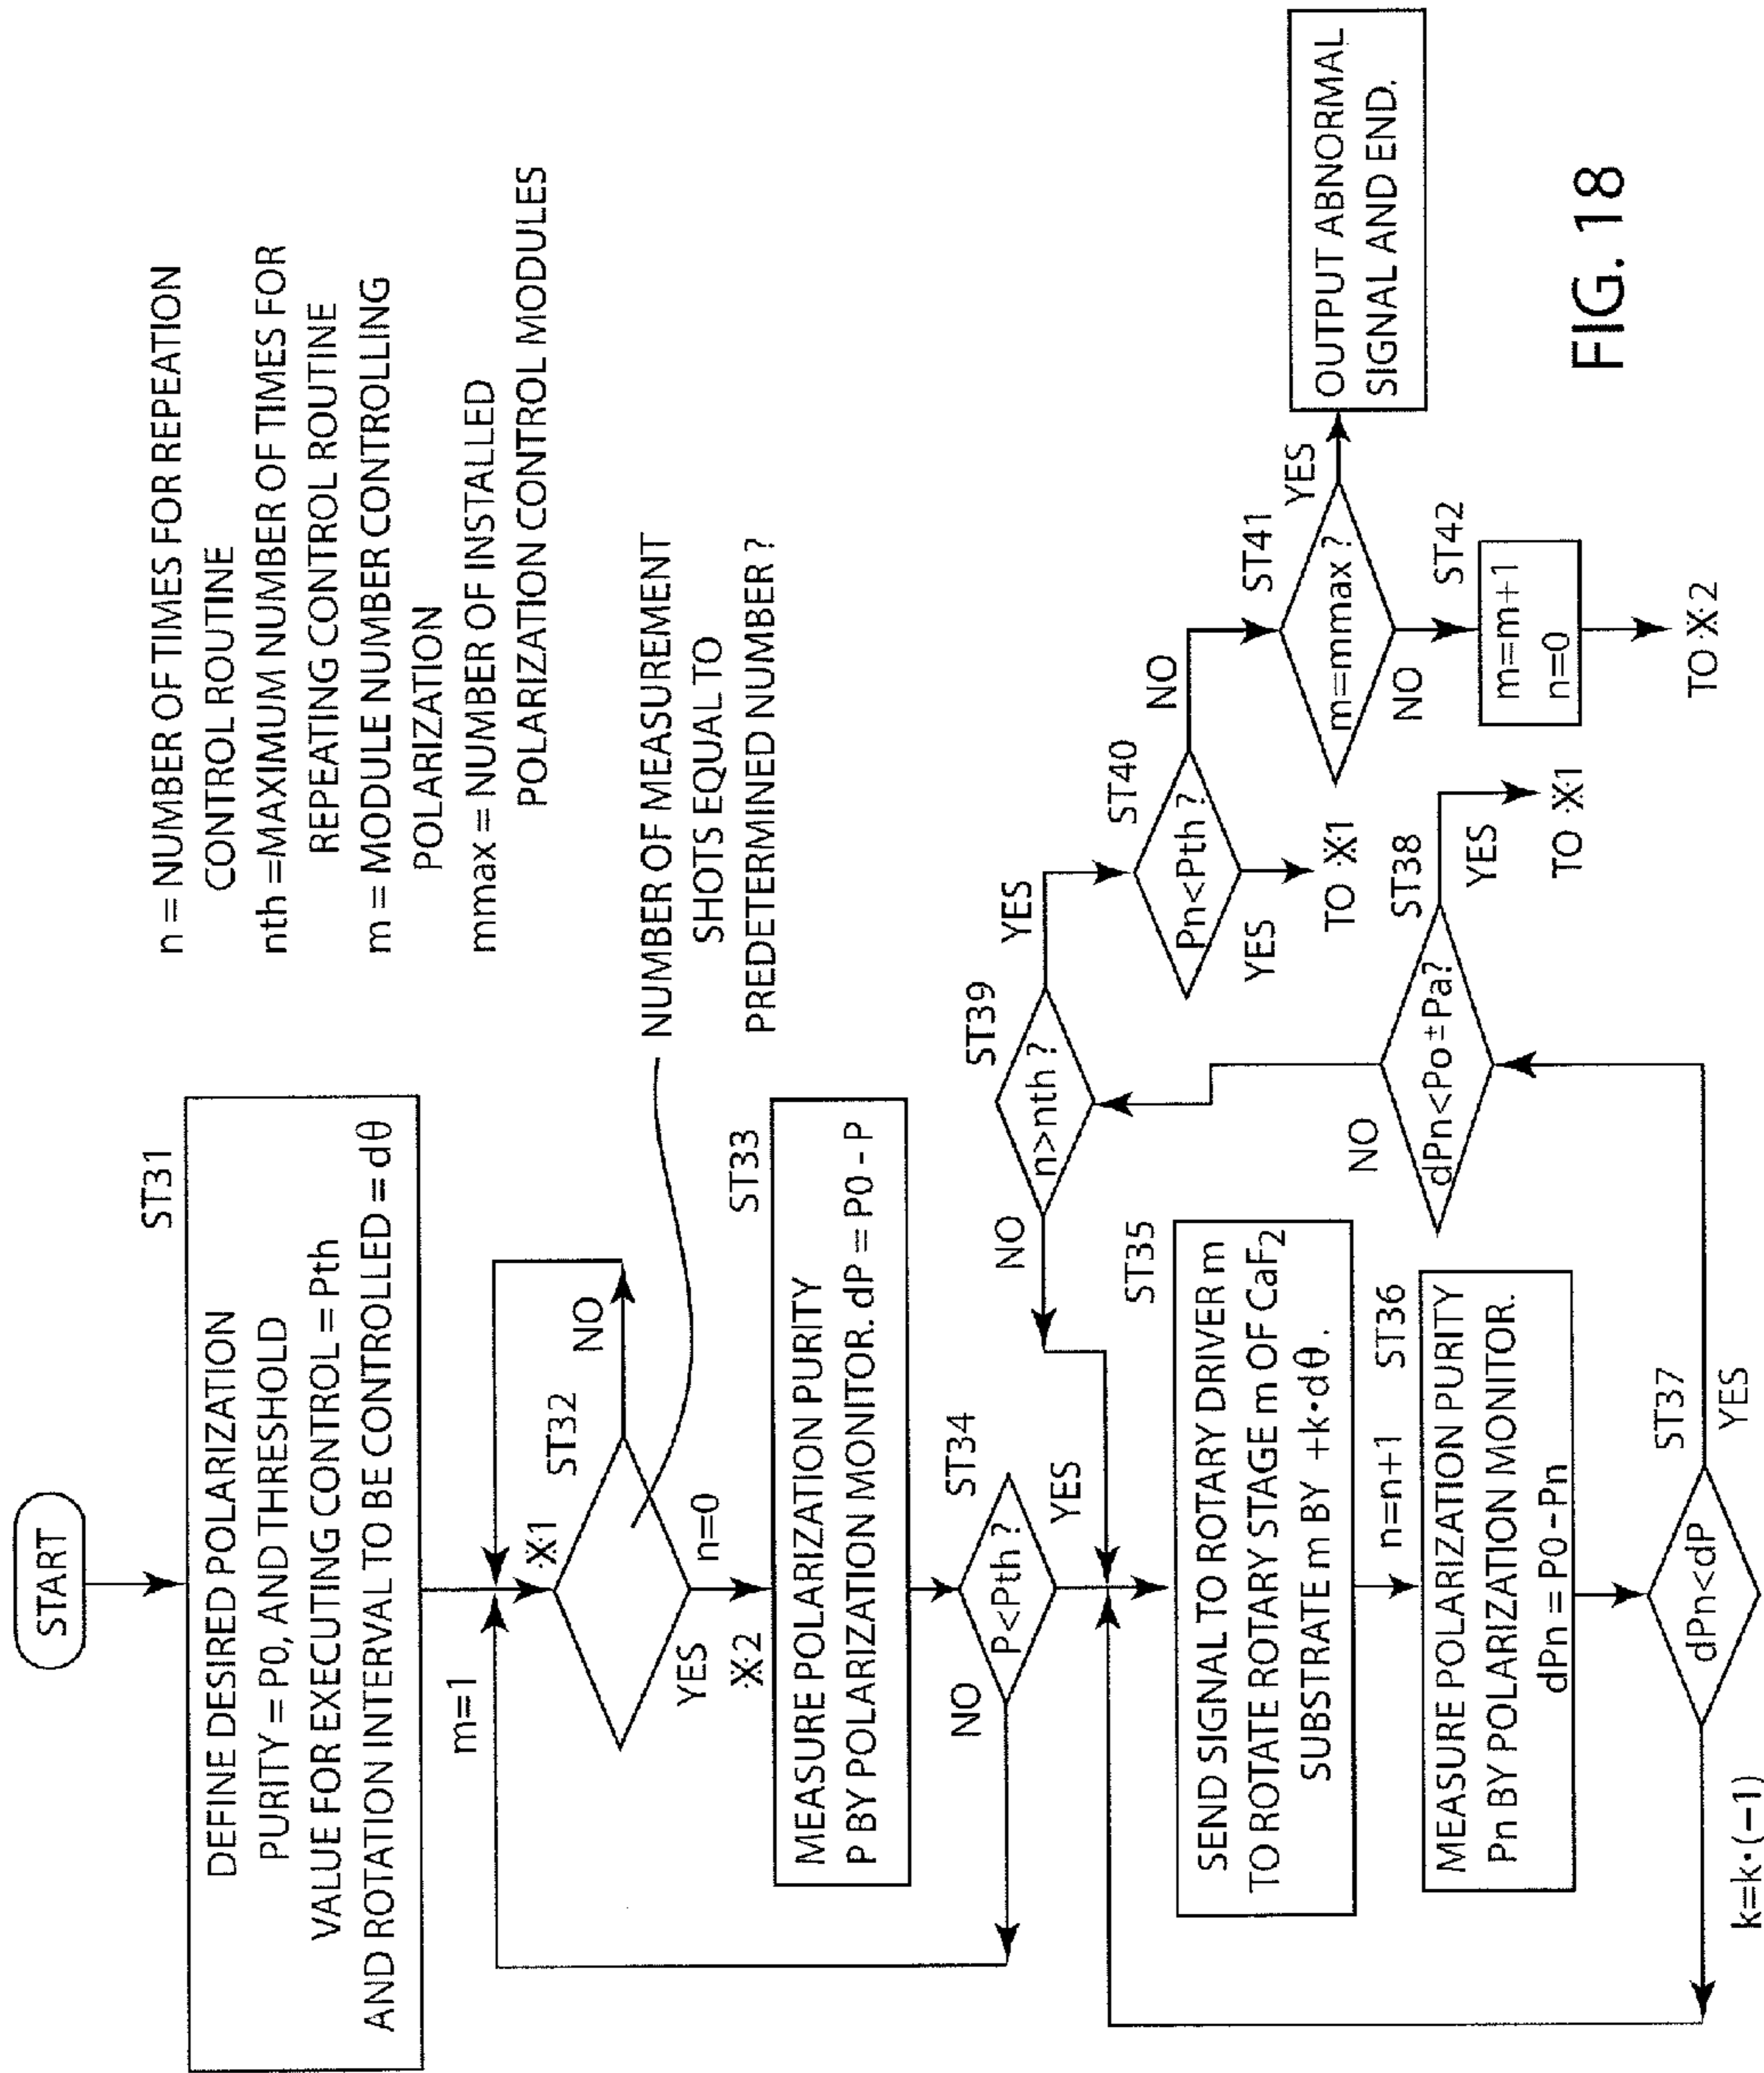 START
ST31
DEFINE DESIRED POLARIZATION
PURITY = P0, AND THRESHOLD
VALUE FOR EXECUTING CONTROL = Pth
AND ROTATION INTERVAL TO BE CONTROLLED = dθ
m=1
※1
ST32
NO
YES
n=0
※2
NUMBER OF MEASUREMENT
SHOTS EQUAL TO
PREDETERMINED NUMBER ?
n = NUMBER OF TIMES FOR REPEATION
CONTROL ROUTINE
nth =MAXIMUM NUMBER OF TIMES FOR
REPEATING CONTROL ROUTINE
m = MODULE NUMBER CONTROLLING
POLARIZATION
mmax = NUMBER OF INSTALLED
POLARIZATION CONTROL MODULES
ST33
MEASURE POLARIZATION PURITY
P BY POLARIZATION MONITOR. dP = P0 - P
ST34
P<Pth ?
NO
YES
ST35
SEND SIGNAL TO ROTARY DRIVER m
TO ROTATE ROTARY STAGE m OF CaF₂
SUBSTRATE m BY +k•dθ.
n=n+1
ST36
MEASURE POLARIZATION PURITY
Pn BY POLARIZATION MONITOR.
dPn = P0-Pn
ST37
dPn<dP
YES
k=k•(−1)
ST38
dPn<Po±Pa?
NO
YES
TO ※1
ST39
n>nth ?
NO
YES
ST40
Pn<Pth ?
YES
TO ※1
NO
ST41
m=mmax ?
YES
OUTPUT ABNORMAL
SIGNAL AND END.
NO
ST42
m=m+1
n=0
TO ※2
FIG. 18